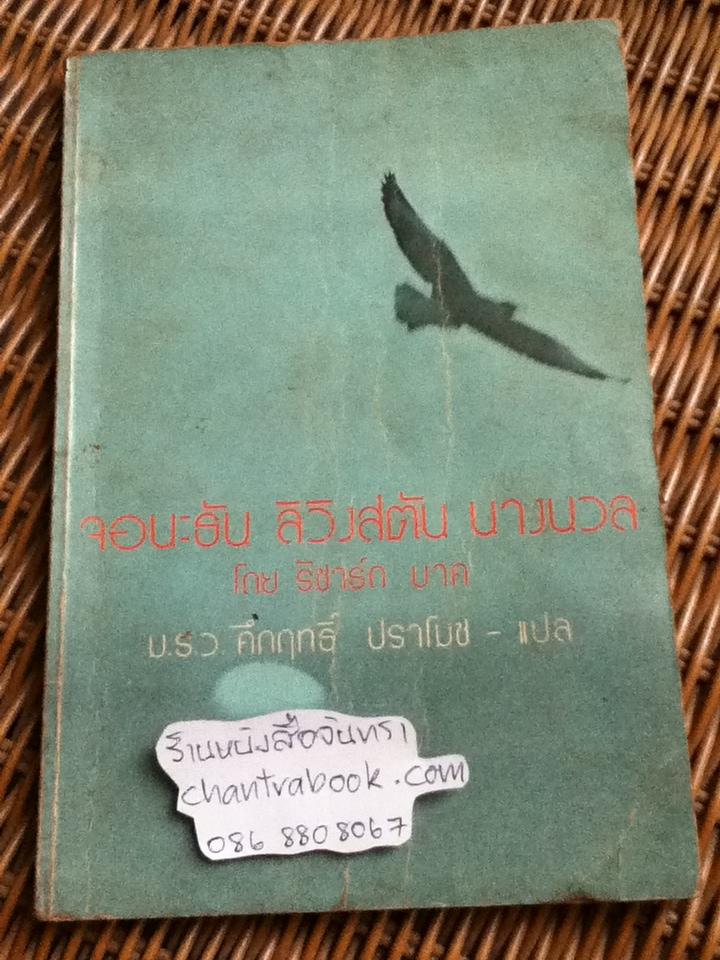 จอนะธัน ลิวิงสตัน นางนวล
โดย ริชาร์ด บาค
ม.ร.ว. คึกฤทธิ์ ปราโมช - แปล
ร้านหนังสือจันทรา
chantrabook.com
086 8808067